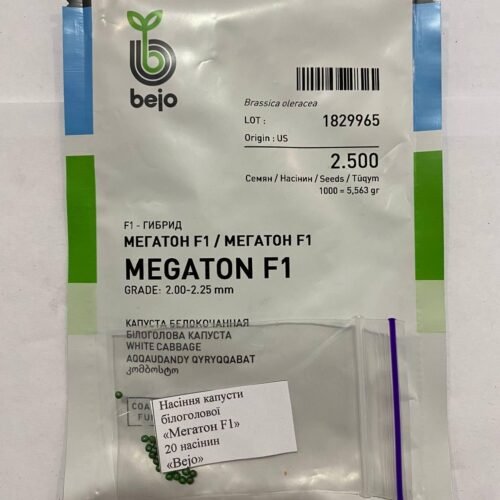 bejo
Brassica oleracea
LOT : 1829965
Origin : US
2.500
Семян / Насінин / Seeds / Tüqym
1000 = 5,563 gr
F1 - ГИБРИД
МЕГАТОН F1 / МЕГАТОН F1
MEGATON F1
GRADE: 2.00-2.25 mm
КАПУСТА БЕЛОКОЧАННАЯ
БІЛОГОЛОВА КАПУСТА
WHITE CABBAGE
AQQAUDANDY QYRYQQABAT
კომბოსტო
Насіння капусти
білоголової
«Мегатон F1»
20 насінин
«Bejo»